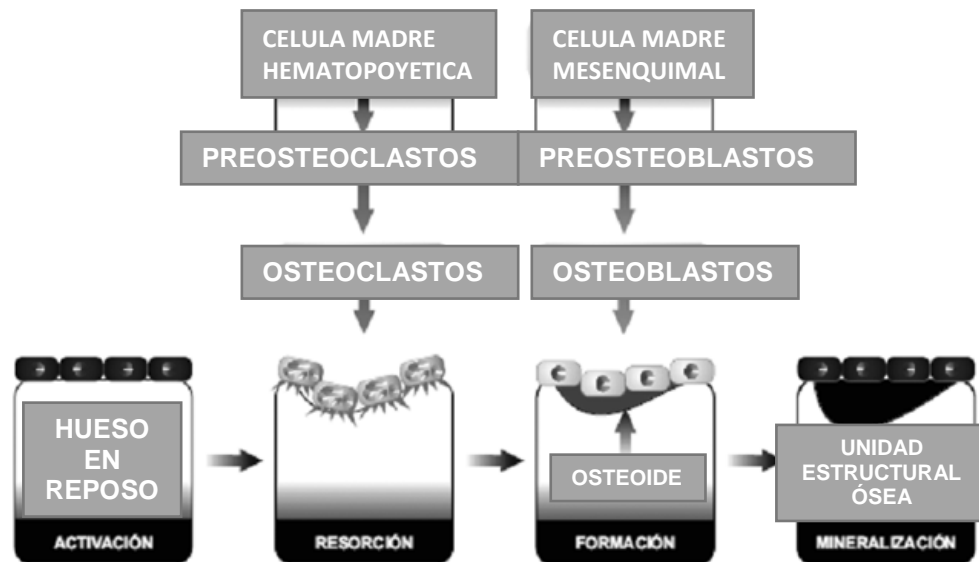 CELULA MADRE
HEMATOPOYETICA
CELULA MADRE
MESENQUIMAL
PREOSTEOCLASTOS
PREOSTEOBLASTOS
OSTEOCLASTOS
OSTEOBLASTOS
HUESO
EN
REPOSO
OSTEOIDE
UNIDAD
ESTRUCTURAL
ÓSEA
ACTIVACIÓN
RESORCIÓN
FORMACIÓN
MINERALIZACIÓN